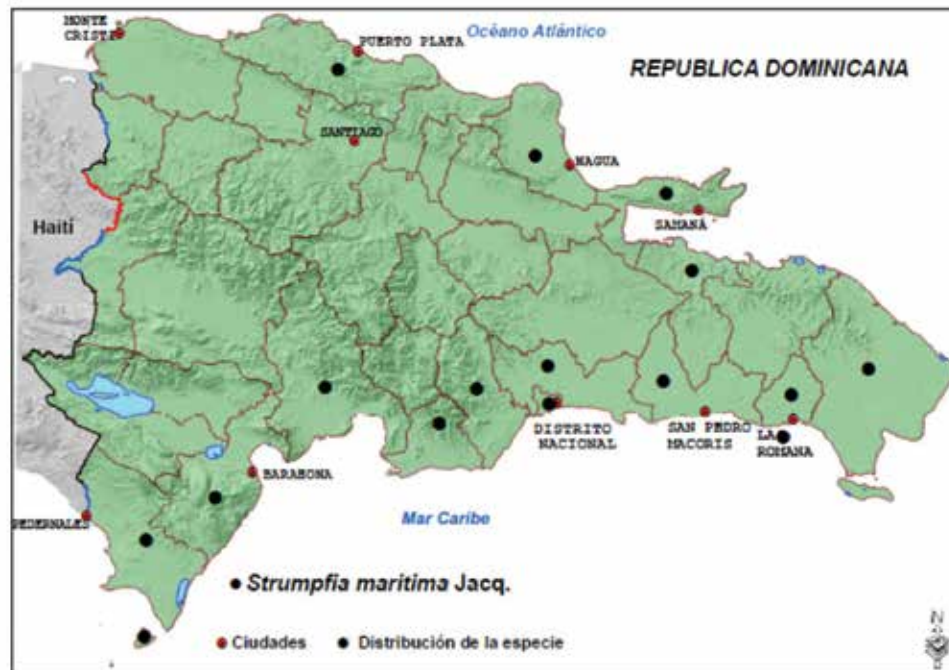 MONTE
CRISTI
PUERTO PLATA
Océano Atlántico
REPUBLICA DOMINICANA
SANTIAGO
NAGUA
SAMANÁ
Haití
DISTRITO
NACIONAL
SAN PEDRO
MACORIS
LA
ROMANA
BARAHONA
PEDERNALES
Mar Caribe
Strumpfia maritima Jacq.
Ciudades
Distribución de la especie